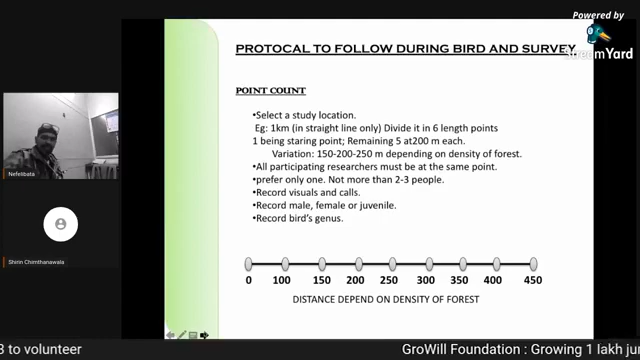 Powered by
StreamYard
PROTOCAL TO FOLLOW DURING BIRD AND SURVEY
POINT COUNT
•Select a study location.
Eg: 1km (in straight line only) Divide it in 6 length points
1 being staring point; Remaining 5 at200 m each.
Variation: 150-200-250 m depending on density of forest.
•All participating researchers must be at the same point.
•prefer only one. Not more than 2-3 people.
•Record visuals and calls.
•Record male, female or juvenile.
•Record bird's genus.
0 100 150 200 250 300 350 400 450
DISTANCE DEPEND ON DENSITY OF FOREST
Nefelibata
Shirin Chimthanawala
3 to volunteer
GroWill Foundation : Growing 1 lakh ju